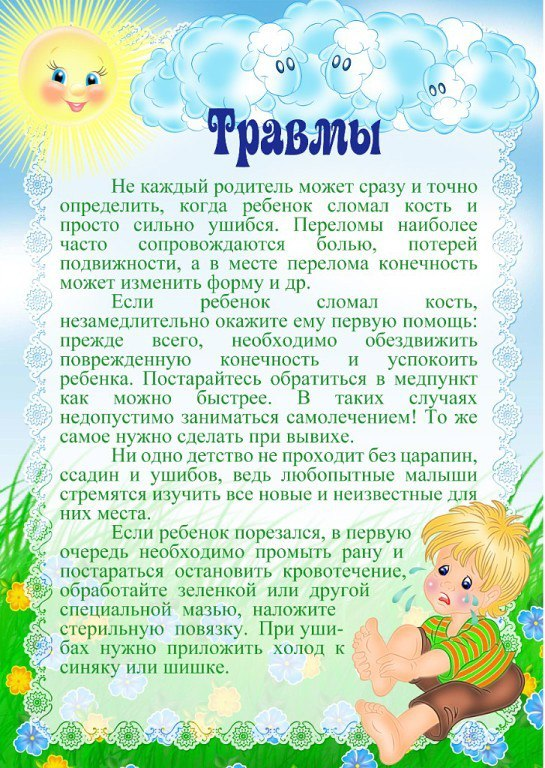 Травмы
Не каждый родитель может сразу и точно
определить, когда ребенок сломал кость и
просто сильно ушибся. Переломы наиболее
часто сопровождаются болью, потерей
подвижности, а в месте перелома конечность
может изменить форму и др.
Если ребенок сломал кость,
незамедлительно окажите ему первую помощь:
прежде всего, необходимо обездвижить
поврежденную конечность и успокоить
ребенка. Постарайтесь обратиться в медпункт
как можно быстрее. В таких случаях
недопустимо заниматься самолечением! То же
самое нужно сделать при вывихе.
Ни одно детство не проходит без царапин,
ссадин и ушибов, ведь любопытные малыши
стремятся изучить все новые и неизвестные для
них места.
Если ребенок порезался, в первую
очередь необходимо промыть рану и
постараться остановить кровотечение,
обработайте зеленкой или другой
специальной мазью, наложите
стерильную повязку. При уши-
бах нужно приложить холод к
синяку или шишке.